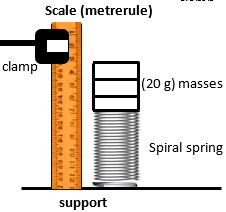 Scale (metrerule)
clamp
(20 g) masses
Spiral spring
support